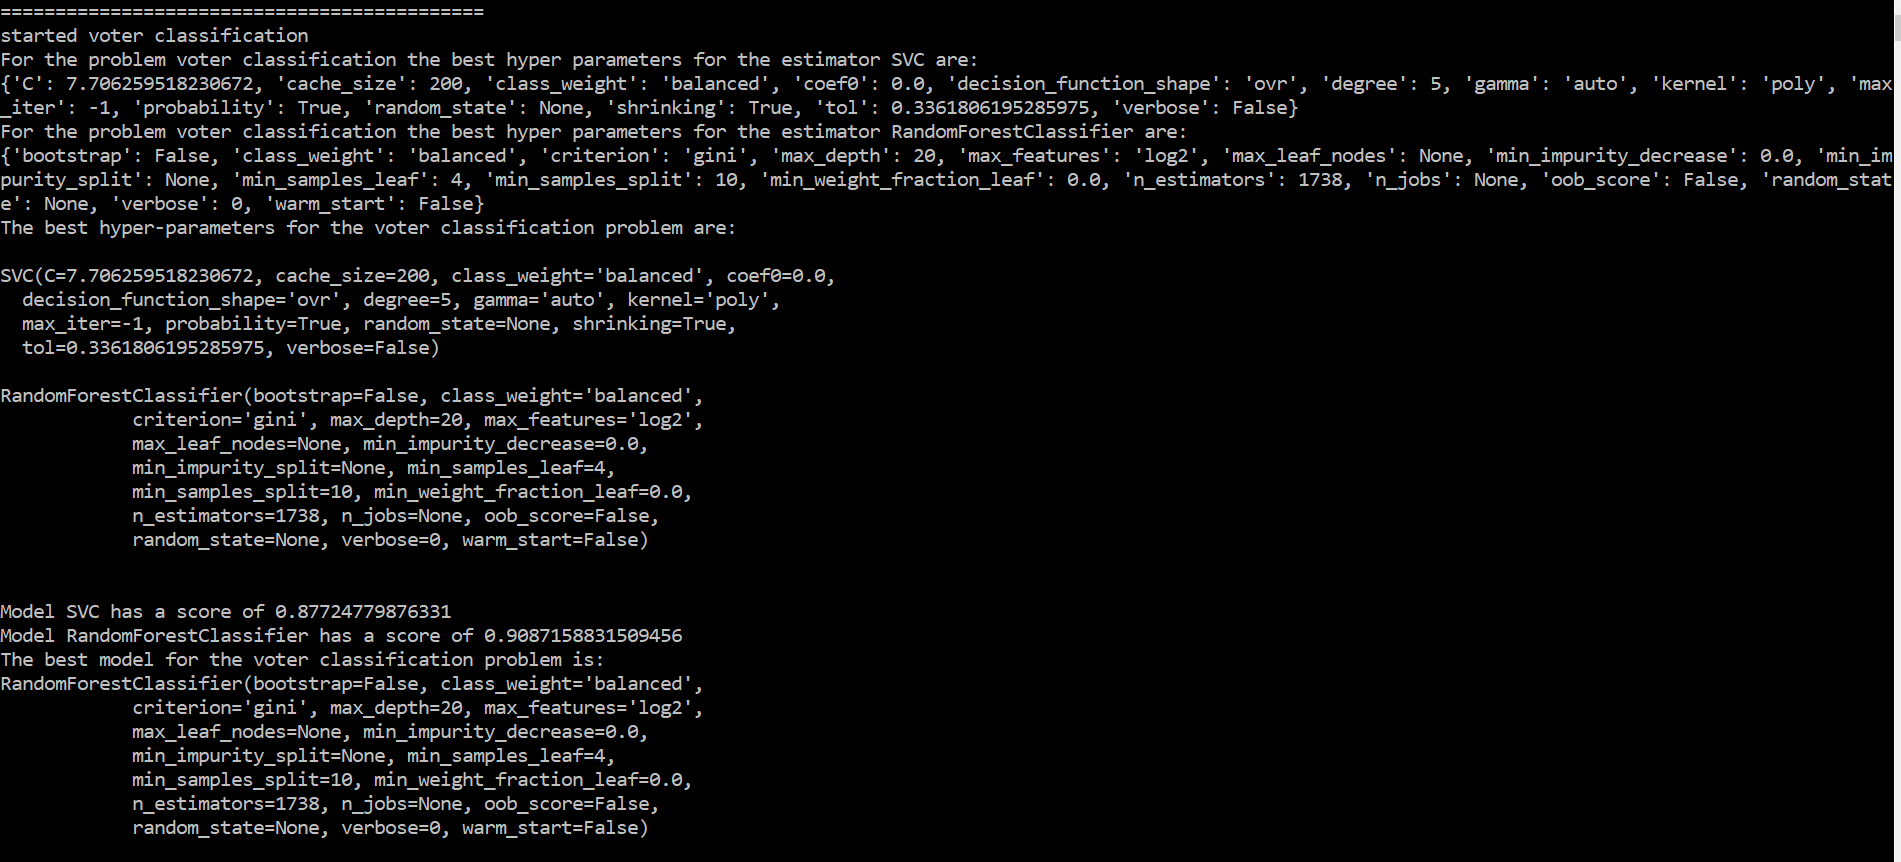 ============================================
started voter classification
For the problem voter classification the best hyper parameters for the estimator SVC are:
{'C': 7.706259518230672, 'cache_size': 200, 'class_weight': 'balanced', 'coef0': 0.0, 'decision_function_shape': 'ovr', 'degree': 5, 'gamma': 'auto', 'kernel': 'poly', 'max
_iter': -1, 'probability': True, 'random_state': None, 'shrinking': True, 'tol': 0.3361806195285975, 'verbose': False}
For the problem voter classification the best hyper parameters for the estimator RandomForestClassifier are:
{'bootstrap': False, 'class_weight': 'balanced', 'criterion': 'gini', 'max_depth': 20, 'max_features': 'log2', 'max_leaf_nodes': None, 'min_impurity_decrease': 0.0, 'min_im
purity_split': None, 'min_samples_leaf': 4, 'min_samples_split': 10, 'min_weight_fraction_leaf': 0.0, 'n_estimators': 1738, 'n_jobs': None, 'oob_score': False, 'random_stat
e': None, 'verbose': 0, 'warm_start': False}
The best hyper-parameters for the voter classification problem are:

SVC(C=7.706259518230672, cache_size=200, class_weight='balanced', coef0=0.0,
  decision_function_shape='ovr', degree=5, gamma='auto', kernel='poly',
  max_iter=-1, probability=True, random_state=None, shrinking=True,
  tol=0.3361806195285975, verbose=False)

RandomForestClassifier(bootstrap=False, class_weight='balanced',
            criterion='gini', max_depth=20, max_features='log2',
            max_leaf_nodes=None, min_impurity_decrease=0.0,
            min_impurity_split=None, min_samples_leaf=4,
            min_samples_split=10, min_weight_fraction_leaf=0.0,
            n_estimators=1738, n_jobs=None, oob_score=False,
            random_state=None, verbose=0, warm_start=False)

Model SVC has a score of 0.87724779876331
Model RandomForestClassifier has a score of 0.9087158831509456
The best model for the voter classification problem is:
RandomForestClassifier(bootstrap=False, class_weight='balanced',
            criterion='gini', max_depth=20, max_features='log2',
            max_leaf_nodes=None, min_impurity_decrease=0.0,
            min_impurity_split=None, min_samples_leaf=4,
            min_samples_split=10, min_weight_fraction_leaf=0.0,
            n_estimators=1738, n_jobs=None, oob_score=False,
            random_state=None, verbose=0, warm_start=False)